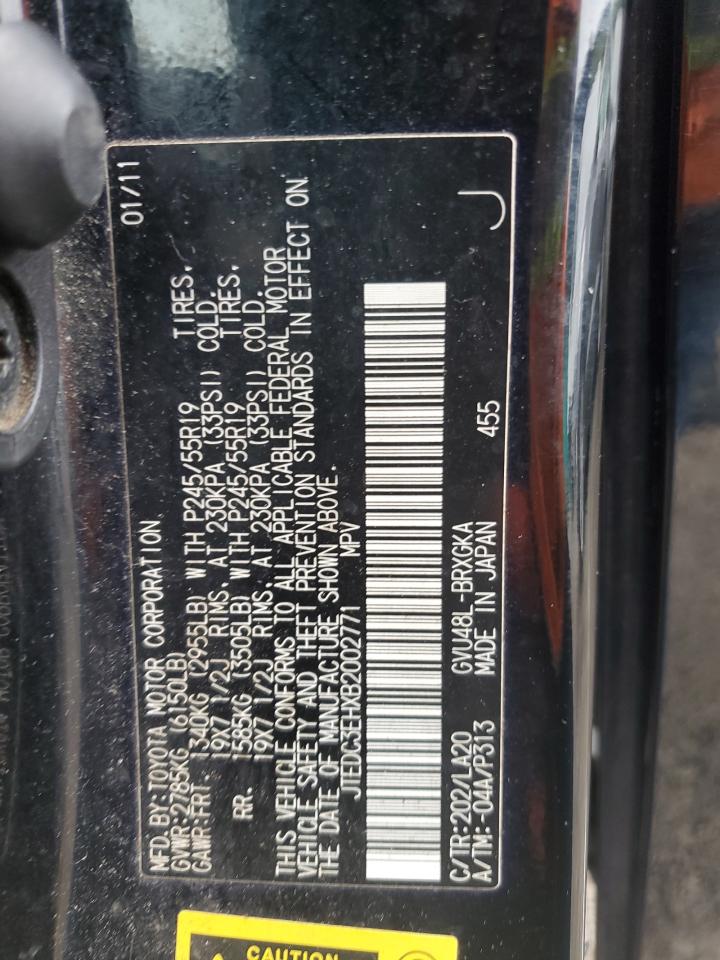 MFD. BY: TOYOTA MOTOR CORPORATION 01/11
GVWR: 2785KG (6150LB)
GAWR: FRT. 1340KG (2955LB) WITH P245/55R19 TIRES,
19X7 1/2J RIMS, AT 230KPA (33PSI) COLD.
RR. 1585KG (3505LB) WITH P245/55R19 TIRES,
19X7 1/2J RIMS, AT 230KPA (33PSI) COLD.
THIS VEHICLE CONFORMS TO ALL APPLICABLE FEDERAL MOTOR
VEHICLE SAFETY AND THEFT PREVENTION STANDARDS IN EFFECT ON
THE DATE OF MANUFACTURE SHOWN ABOVE.
JTEDC3EHXB2002771 MPV
C/TR: 202/LA20 GVU48L-BRXGKA 455
A/TM: -04A/P313 MADE IN JAPAN J
CAUTION